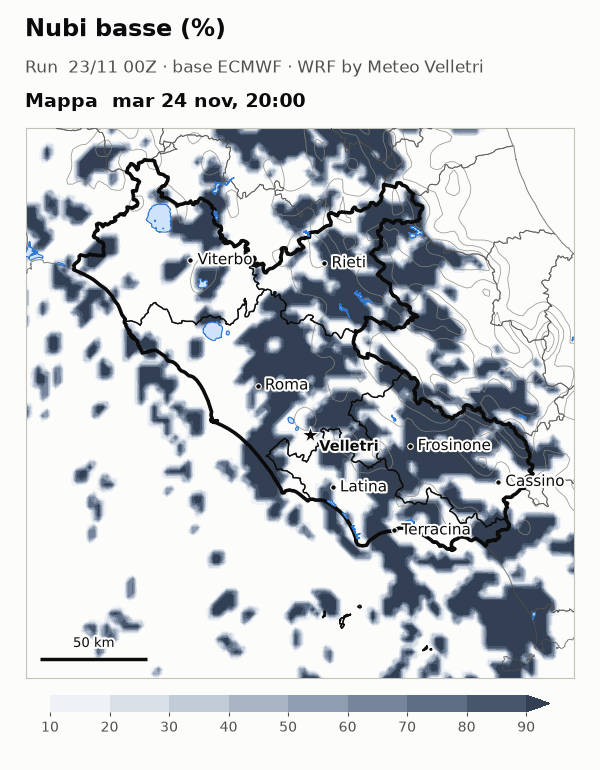 Nubi basse (%)
Run  23/11 00Z · base ECMWF · WRF by Meteo Velletri
Mappa  mar 24 nov, 20:00
Viterbo
Rieti
Roma
Velletri
Frosinone
Latina
Cassino
Terracina
50 km
10 20 30 40 50 60 70 80 90